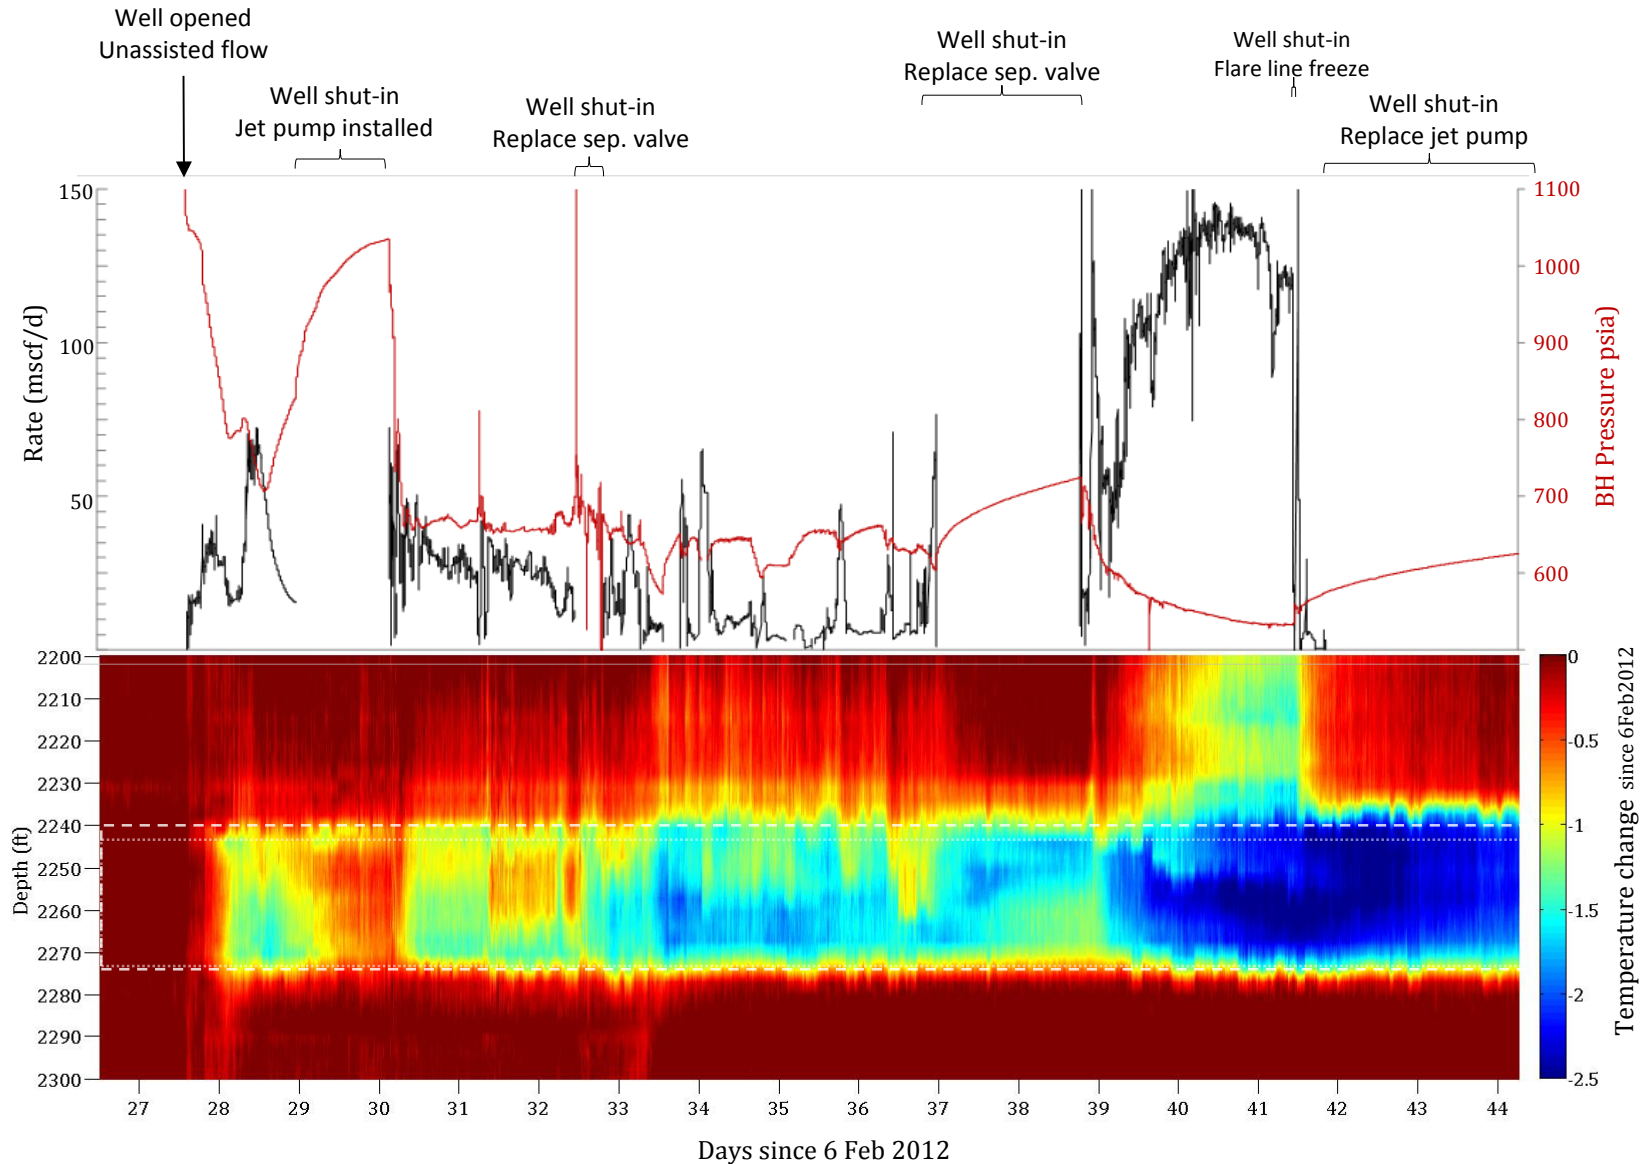 Well opened
Unassisted flow
Well shut-in
Jet pump installed
Well shut-in
Replace sep. valve
Well shut-in
Replace sep. valve
Well shut-in
Flare line freeze
Well shut-in
Replace jet pump
150
100
50
Rate (mscf/d)
1100
1000
900
800
700
600
BH Pressure psia)
2200
2210
2220
2230
2240
2250
2260
2270
2280
2290
2300
Depth (ft)
0
-0.5
-1
-1.5
-2
-2.5
Temperature change since 6Feb2012
27 28 29 30 31 32 33 34 35 36 37 38 39 40 41 42 43 44
Days since 6 Feb 2012